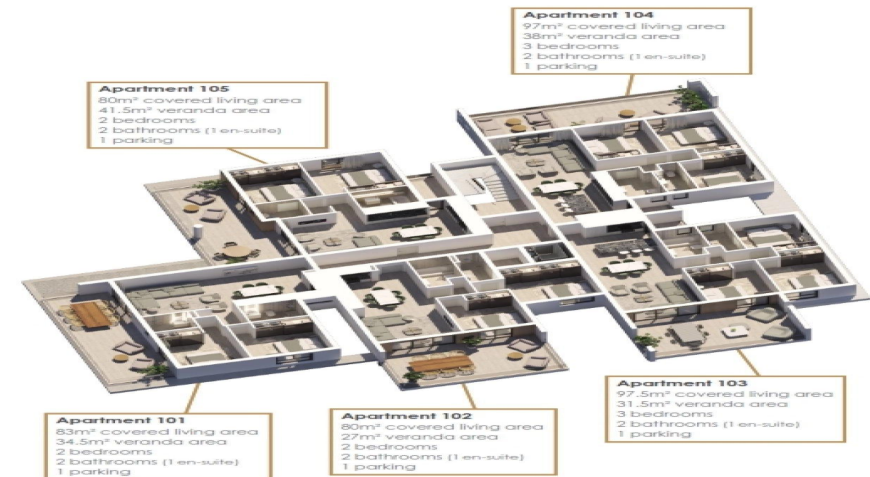 Apartment 104
97m² covered living area
38m² veranda area
3 bedrooms
2 bathrooms (1 en-suite)
1 parking
Apartment 105
80m² covered living area
41.5m² veranda area
2 bedrooms
2 bathrooms (1 en-suite)
1 parking
Apartment 103
97.5m² covered living area
31.5m² veranda area
3 bedrooms
2 bathrooms (1 en-suite)
1 parking
Apartment 102
80m² covered living area
27m² veranda area
2 bedrooms
2 bathrooms (1 en-suite)
1 parking
Apartment 101
83m² covered living area
34.5m² veranda area
2 bedrooms
2 bathrooms (1 en-suite)
1 parking